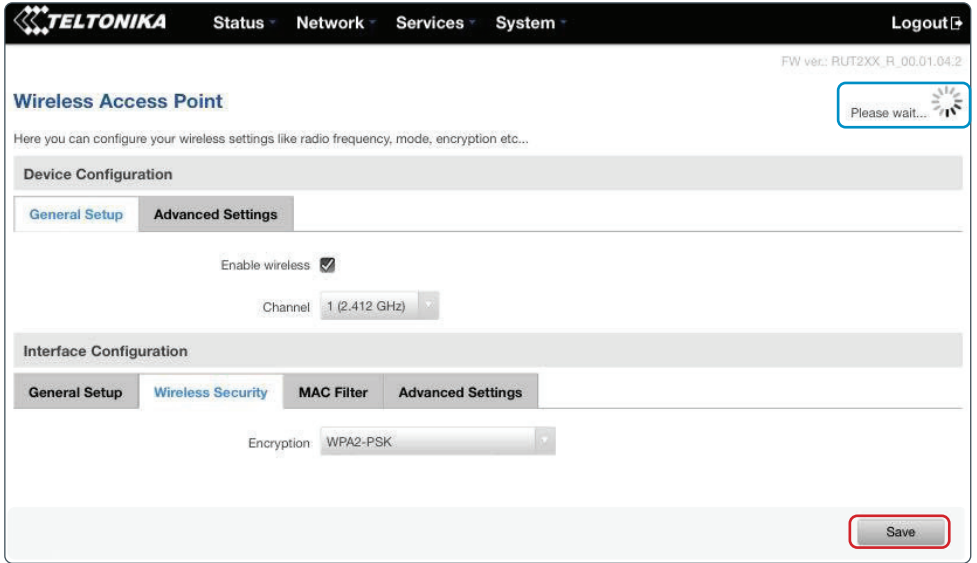 TELTONIKA Status Network Services System Logout
FW ver.: RUT2XX_R_00.01.04.2
Wireless Access Point
Please wait...
Here you can configure your wireless settings like radio frequency, mode, encryption etc...
Device Configuration
General Setup Advanced Settings
Enable wireless
Channel 1 (2.412 GHz)
Interface Configuration
General Setup Wireless Security MAC Filter Advanced Settings
Encryption WPA2-PSK
Save